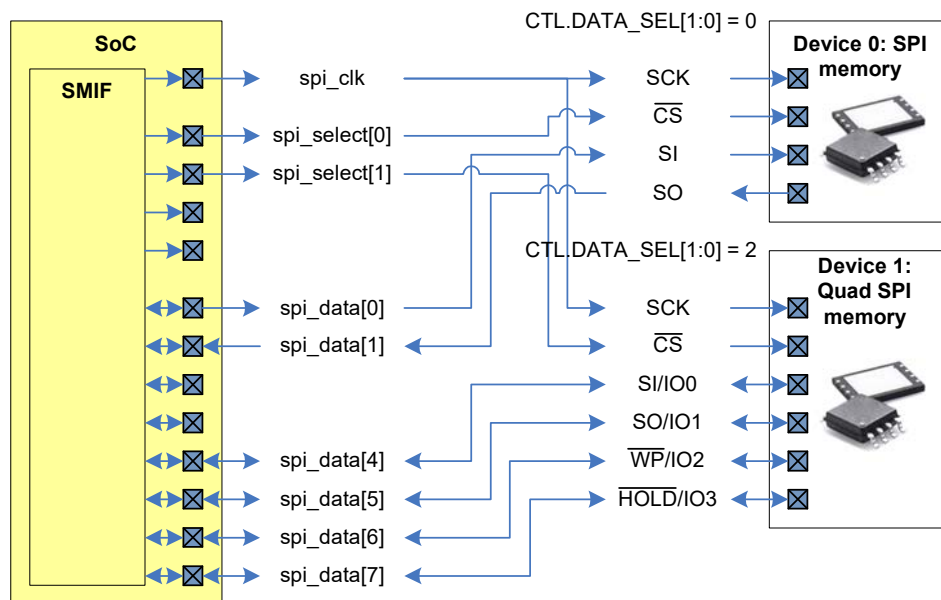 CTL.DATA_SEL[1:0] = 0
SoC
SMIF
Device 0: SPI
memory
spi_clk
SCK
spi_select[0]
CS
spi_select[1]
SI
SO
CTL.DATA_SEL[1:0] = 2
Device 1:
Quad SPI
memory
spi_data[0]
SCK
spi_data[1]
CS
SI/IO0
SO/IO1
spi_data[4]
WP/IO2
spi_data[5]
HOLD/IO3
spi_data[6]
spi_data[7]